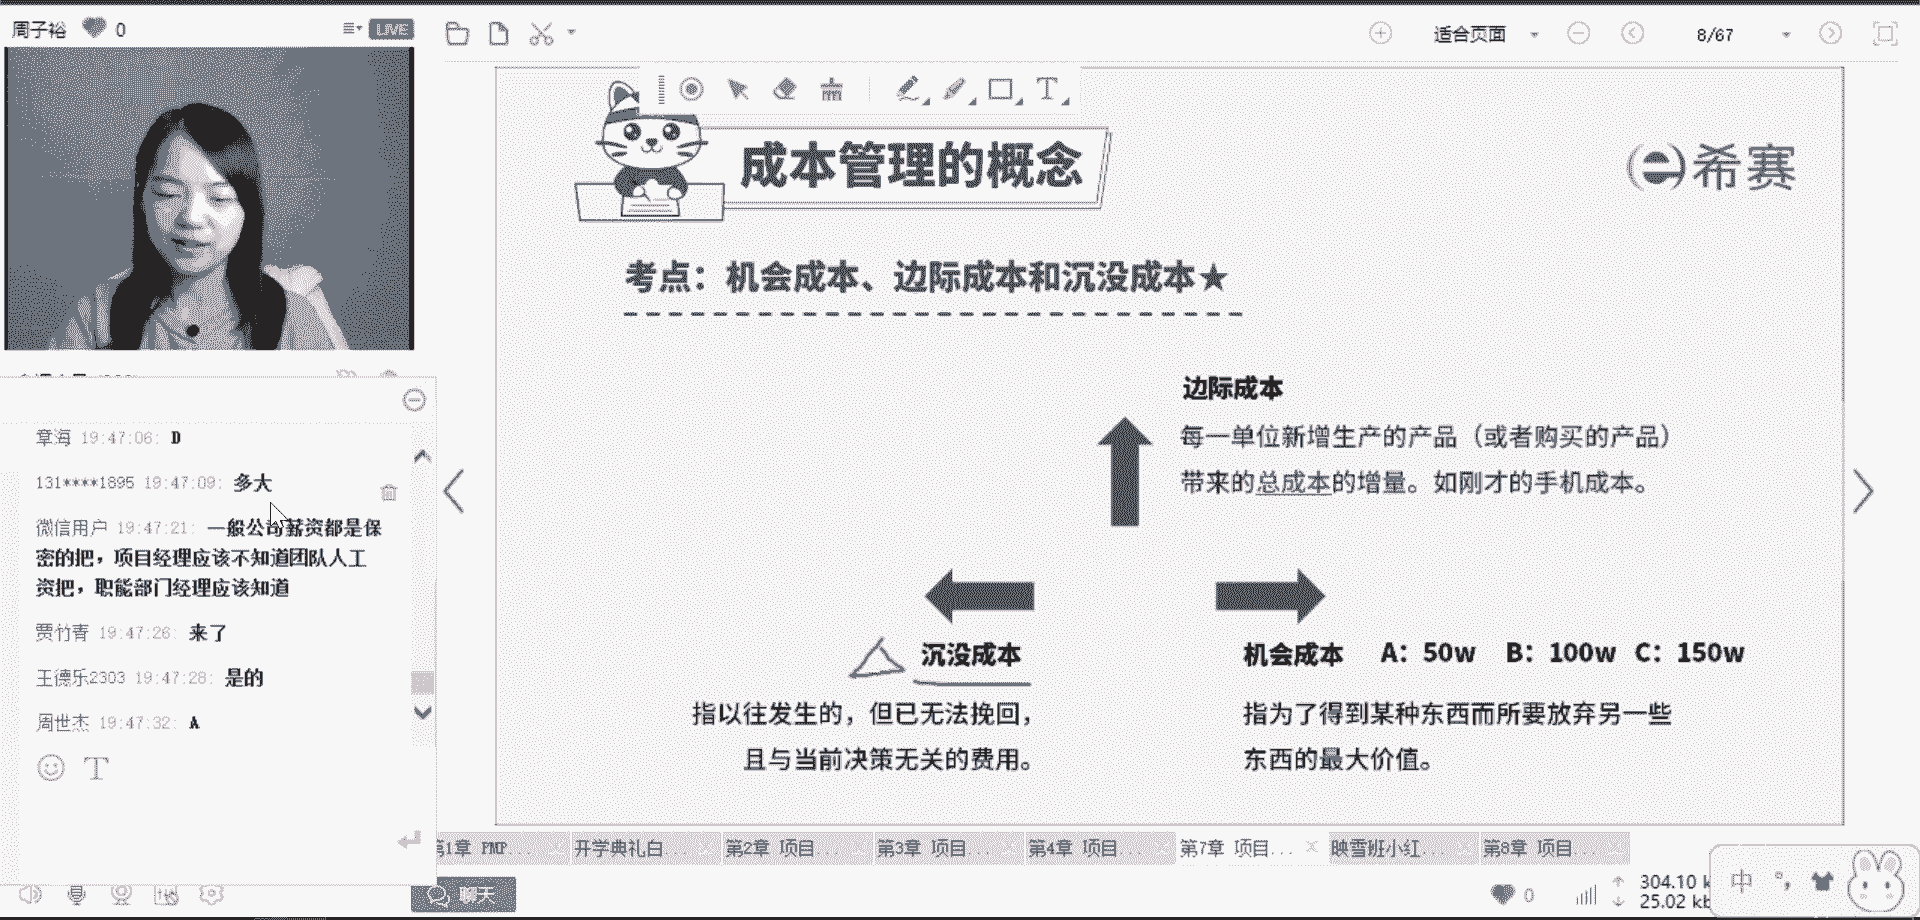 周子裕 0
LIVE
适合页面
8/67
成本管理的概念
希赛
考点：机会成本、边际成本和沉没成本★
边际成本
每一单位新增生产的产品（或者购买的产品）
带来的总成本的增量。如刚才的手机成本。
沉没成本
指以往发生的，但已无法挽回，
且与当前决策无关的费用。
机会成本 A：50w B：100w C：150w
指为了得到某种东西而所要放弃另一些
东西的最大价值。
章海 19:47:06: D
131****1895 19:47:09: 多大
微信用户 19:47:21: 一般公司薪资都是保
密的把，项目经理应该不知道团队人工
资把，职能部门经理应该知道
贾竹青 19:47:26: 来了
王德乐2303 19:47:28: 是的
周世杰 19:47:32: A
第1章 PMP...
开学典礼白...
第2章 项目...
第3章 项目...
第4章 项目...
第7章 项目...
映雪班小红...
第8章 项目...
聊天
0
304.10 k
25.02 kb
中